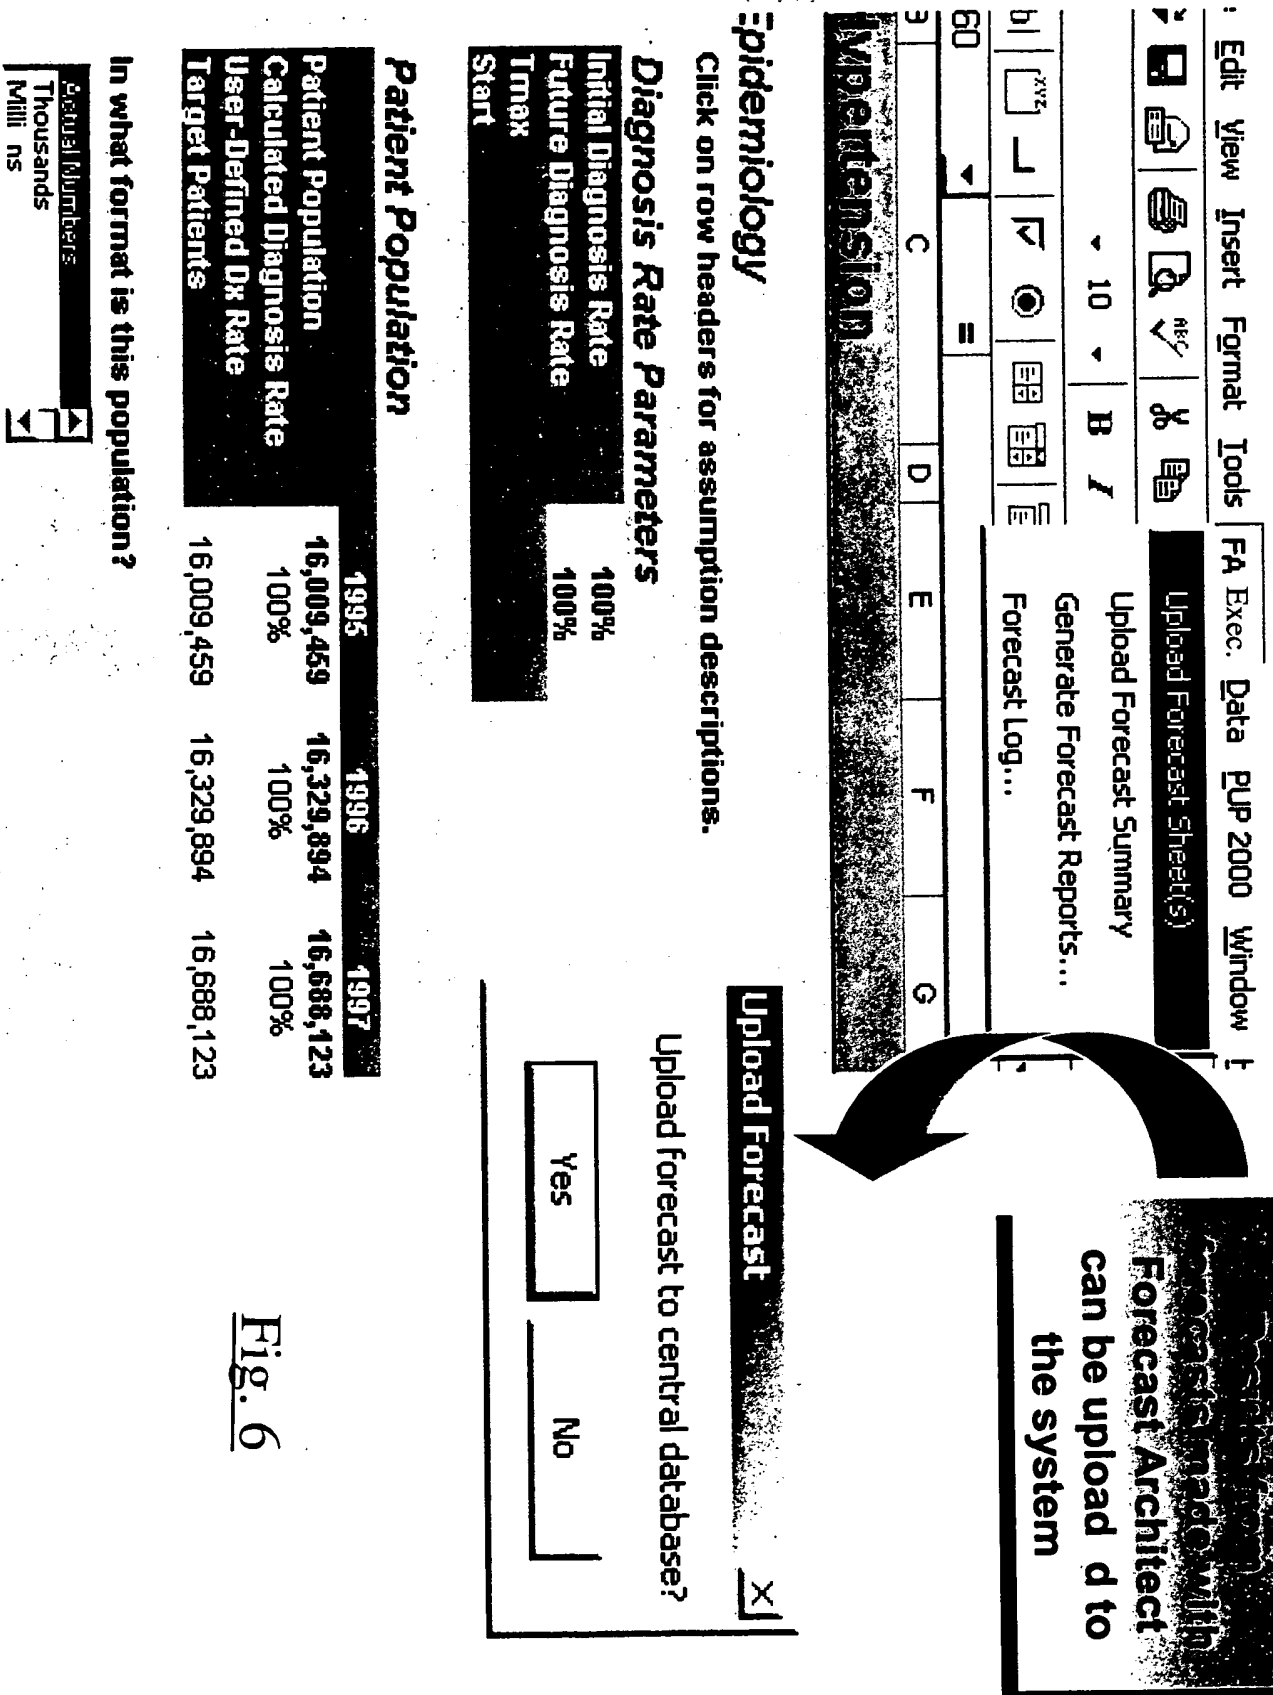 Edit View Insert Format Tools FA Exec. Data PUP 2000 Window
10 B I
Upload Forecast Sheet(s)
Upload Forecast Summary
Generate Forecast Reports...
Forecast Log...
60 =
C D E F G
Forecast Architect
can be upload d to
the system
Epidemiology
Click on row headers for assumption descriptions.
Diagnosis Rate Parameters
Initial Diagnosis Rate 100%
Future Diagnosis Rate 100%
Tmax
Start
Upload Forecast X
Upload forecast to central database?
Yes No
Patient Population
1995 1996 1997
Patient Population 16,009,459 16,329,894 16,688,123
Calculated Diagnosis Rate 100% 100% 100%
User-Defined Dx Rate
Target Patients 16,009,459 16,329,894 16,688,123
In what format is this population?
Actual Numbers
Thousands
Milli ns
Fig. 6